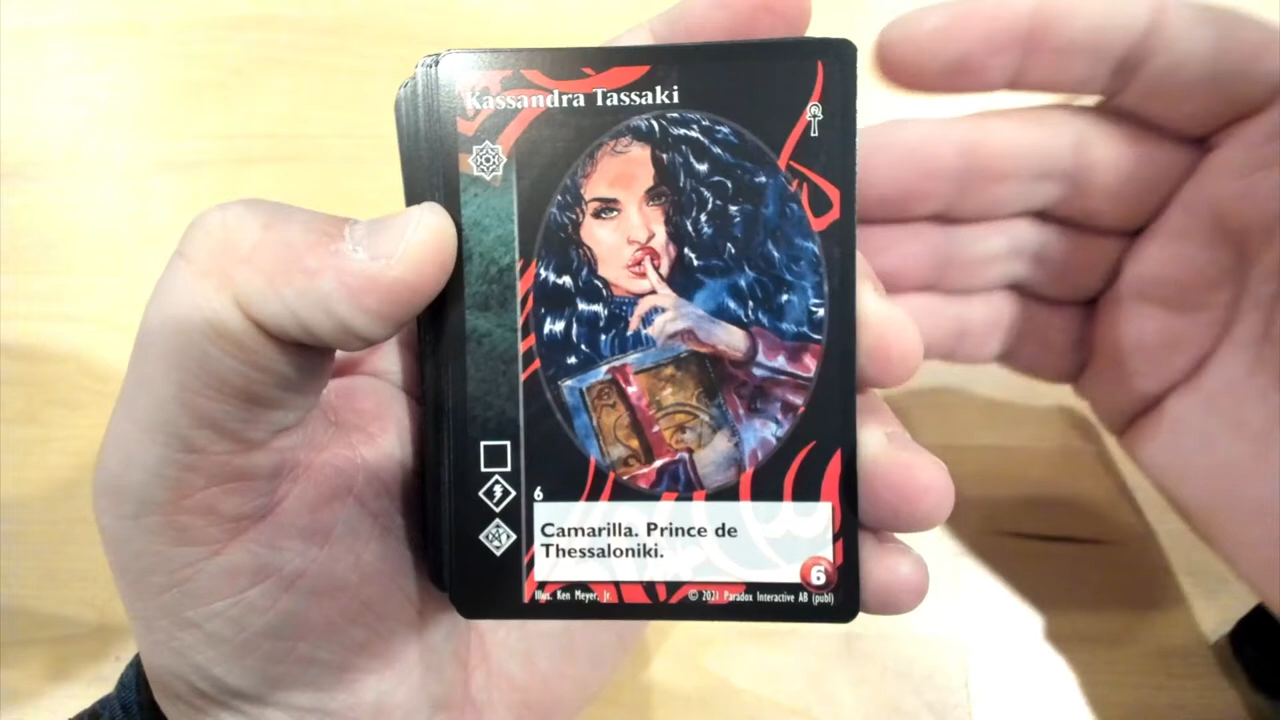 Kassandra Tassaki
6
Camarilla. Prince de
Thessaloniki.
6
Illus. Ken Meyer, Jr.
© 2021 Paradox Interactive AB (publ)